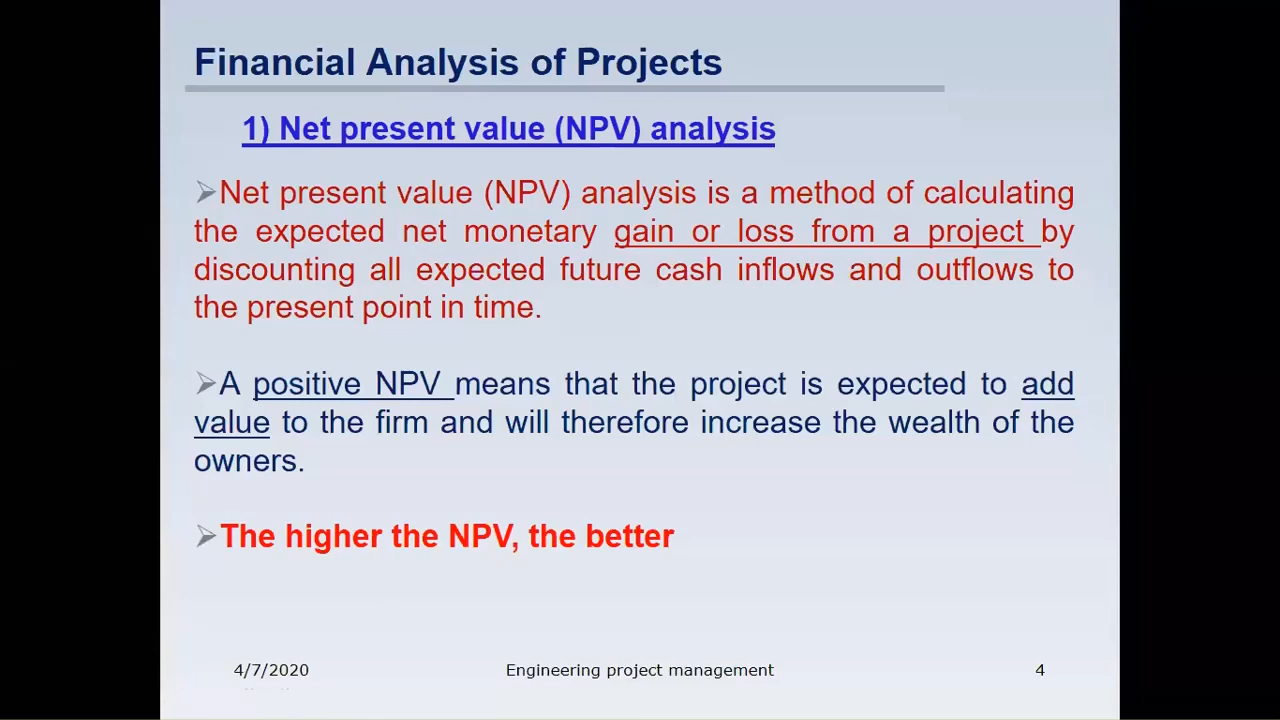 Financial Analysis of Projects
1) Net present value (NPV) analysis
➢Net present value (NPV) analysis is a method of calculating
the expected net monetary gain or loss from a project by
discounting all expected future cash inflows and outflows to
the present point in time.
➢A positive NPV means that the project is expected to add
value to the firm and will therefore increase the wealth of the
owners.
➢The higher the NPV, the better
4/7/2020 Engineering project management 4